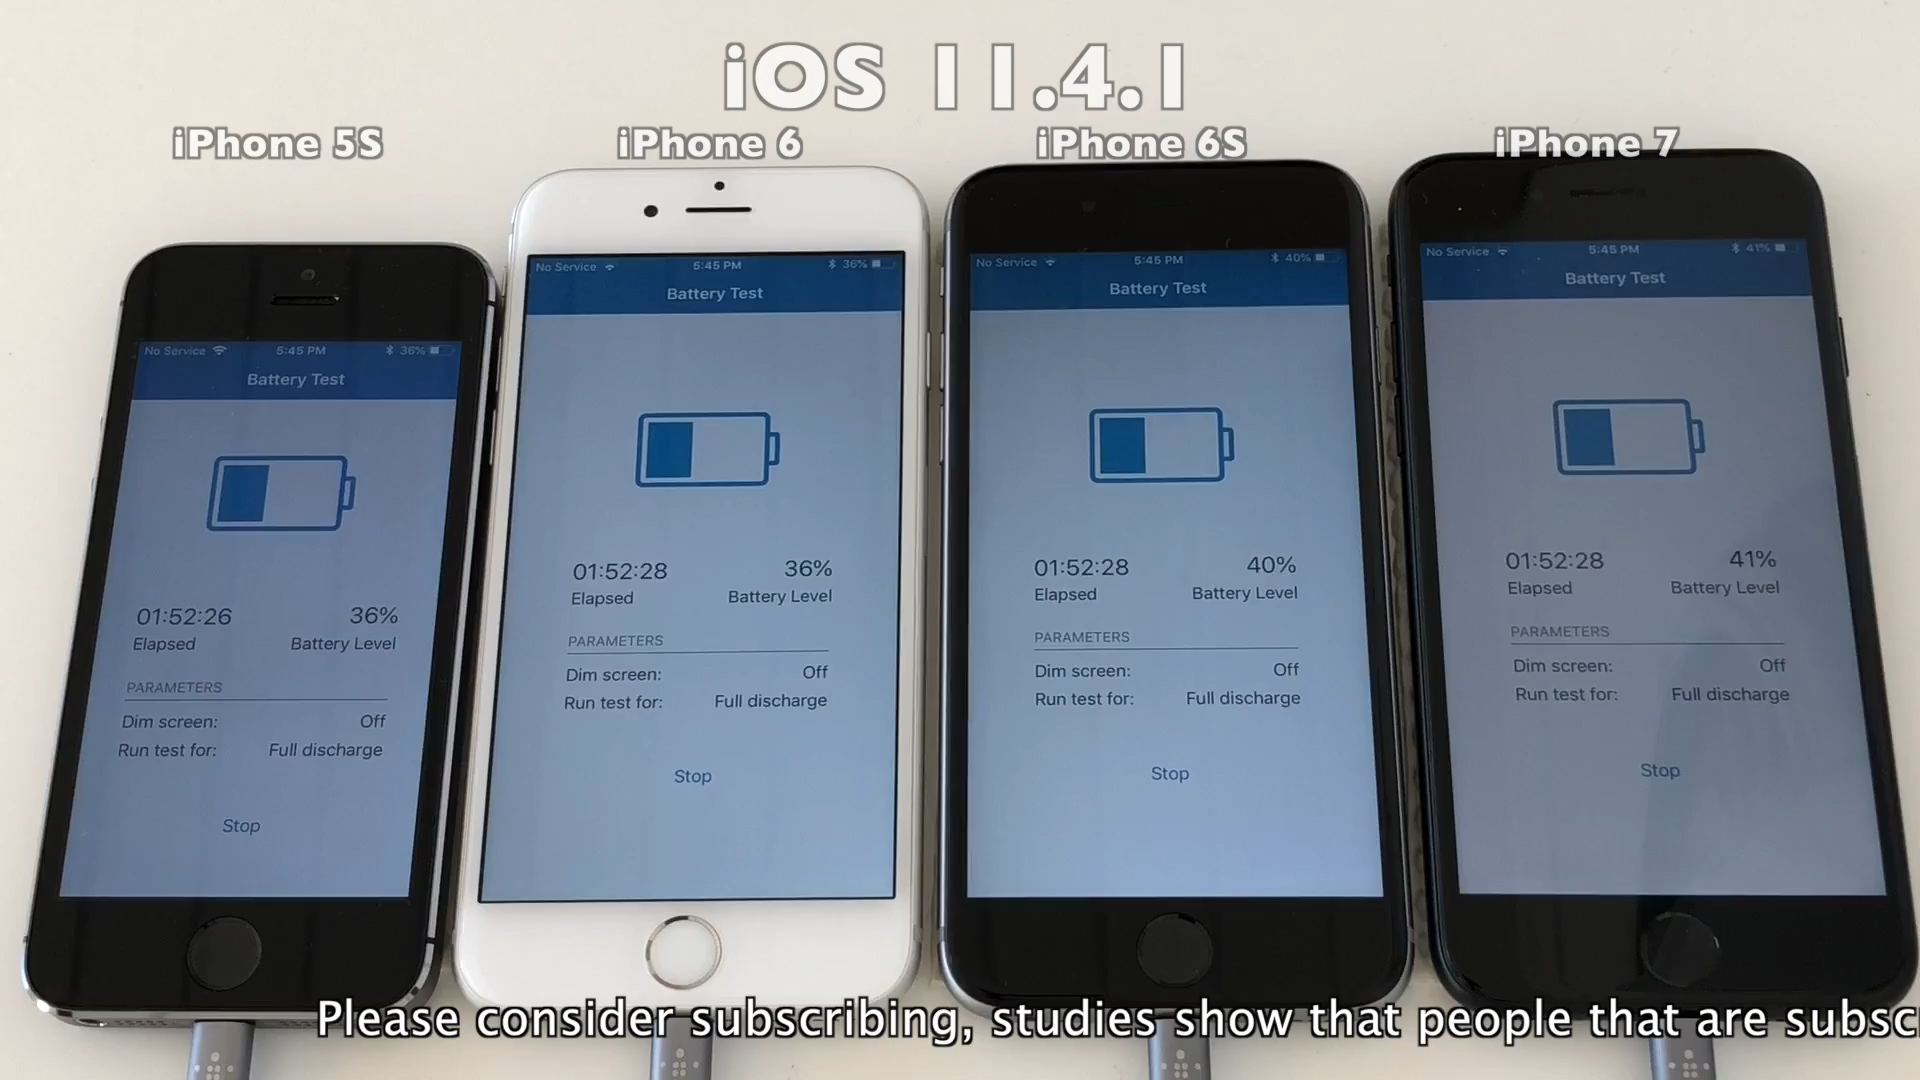 iOS 11.4.1
iPhone 5S
iPhone 6
iPhone 6S
iPhone 7
No Service 5:45 PM 36%
Battery Test
01:52:26 36%
Elapsed Battery Level
PARAMETERS
Dim screen: Off
Run test for: Full discharge
Stop
No Service 5:45 PM 36%
Battery Test
01:52:28 36%
Elapsed Battery Level
PARAMETERS
Dim screen: Off
Run test for: Full discharge
Stop
No Service 5:45 PM 40%
Battery Test
01:52:28 40%
Elapsed Battery Level
PARAMETERS
Dim screen: Off
Run test for: Full discharge
Stop
No Service 5:45 PM 41%
Battery Test
01:52:28 41%
Elapsed Battery Level
PARAMETERS
Dim screen: Off
Run test for: Full discharge
Stop
Please consider subscribing, studies show that people that are subsc